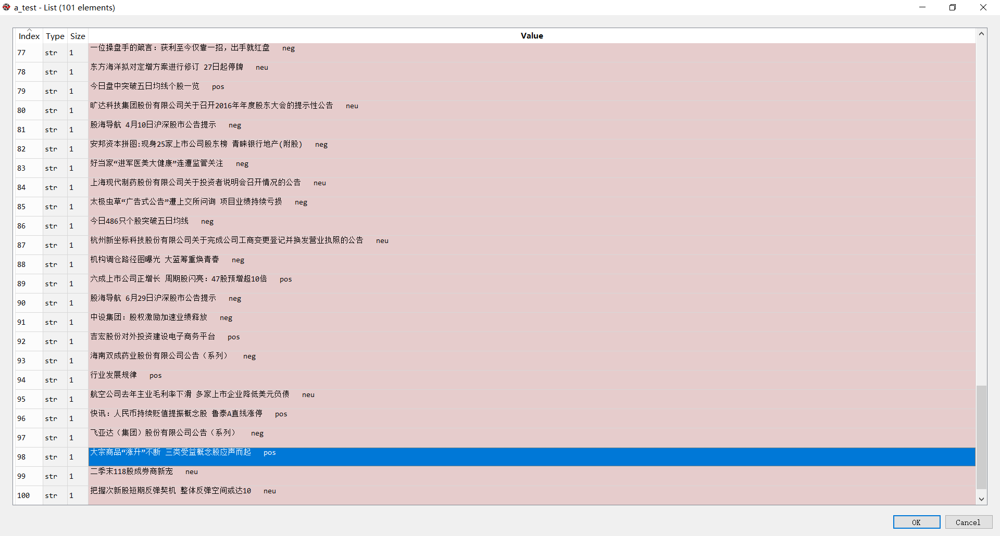 a_test - List (101 elements)
Index Type Size Value
77 str 1 一位操盘手的箴言：获利至今仅靠一招，出手就红盘 neg
78 str 1 东方海洋拟对定增方案进行修订 27日起停牌 neu
79 str 1 今日盘中突破五日均线个股一览 pos
80 str 1 旷达科技集团股份有限公司关于召开2016年年度股东大会的提示性公告 neu
81 str 1 股海导航 4月10日沪深股市公告提示 neg
82 str 1 安邦资本拼图:现身25家上市公司股东榜 青睐银行地产(附股) neg
83 str 1 好当家“进军医美大健康”连遭监管关注 neg
84 str 1 上海现代制药股份有限公司关于投资者说明会召开情况的公告 neu
85 str 1 太极虫草“广告式公告”遭上交所问询 项目业绩持续亏损 neg
86 str 1 今日486只个股突破五日均线 neg
87 str 1 杭州新坐标科技股份有限公司关于完成公司工商变更登记并换发营业执照的公告 neu
88 str 1 机构调仓路径图曝光 大蓝筹重焕青春 neg
89 str 1 六成上市公司正增长 周期股闪亮：47股预增超10倍 pos
90 str 1 股海导航 6月29日沪深股市公告提示 neg
91 str 1 中设集团：股权激励加速业绩释放 neg
92 str 1 吉宏股份对外投资建设电子商务平台 pos
93 str 1 海南双成药业股份有限公司公告（系列） neg
94 str 1 行业发展规律 pos
95 str 1 航空公司去年主业毛利率下滑 多家上市企业降低美元负债 neu
96 str 1 快讯：人民币持续贬值提振概念股 鲁泰A直线涨停 pos
97 str 1 飞亚达（集团）股份有限公司公告（系列） neg
98 str 1 大宗商品“涨升”不断 三类受益概念股应声而起 pos
99 str 1 二季末118股成券商新宠 neu
100 str 1 把握次新股短期反弹契机 整体反弹空间或达10 neu
OK Cancel